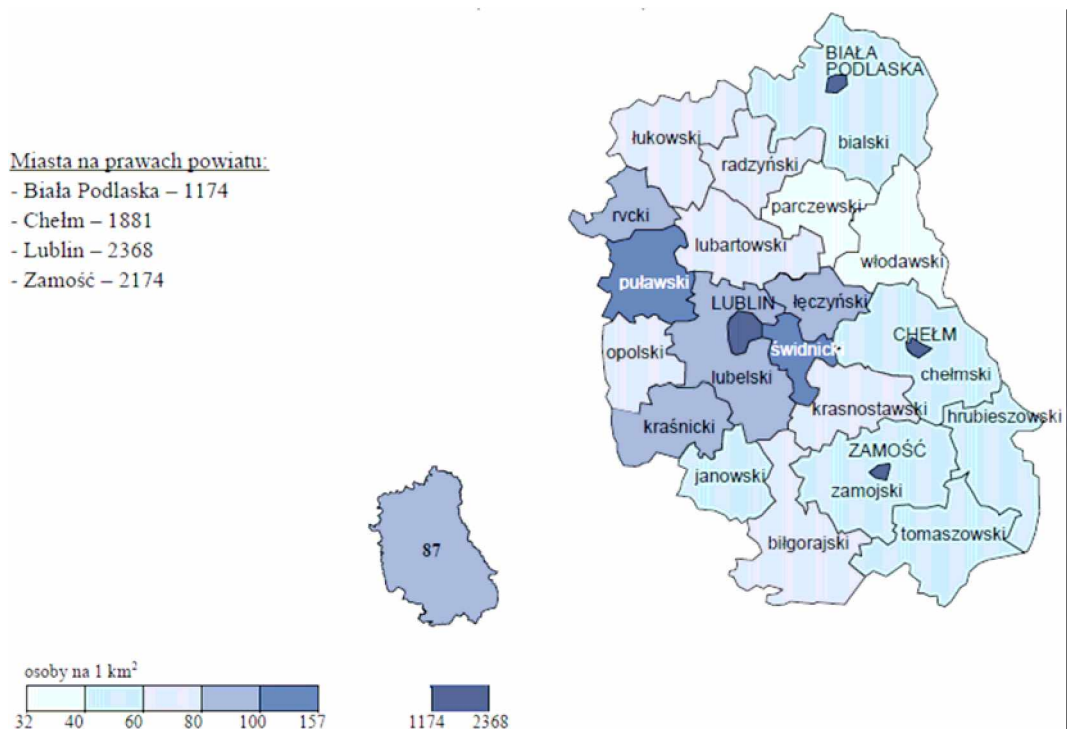 Miasta na prawach powiatu:
- Biała Podlaska – 1174
- Chełm – 1881
- Lublin – 2368
- Zamość – 2174
BIAŁA
PODLASKA
bialski
łukowski
radzyński
parczewski
rycki
lubartowski
włodawski
puławski
LUBLIN
łęczyński
opolski
świdnicki
CHEŁM
lubelski
chełmski
kraśnicki
krasnostawski
hrubieszowski
janowski
ZAMOŚĆ
zamojski
biłgorajski
tomaszowski
87
osoby na 1 km²
32 40 60 80 100 157
1174 2368